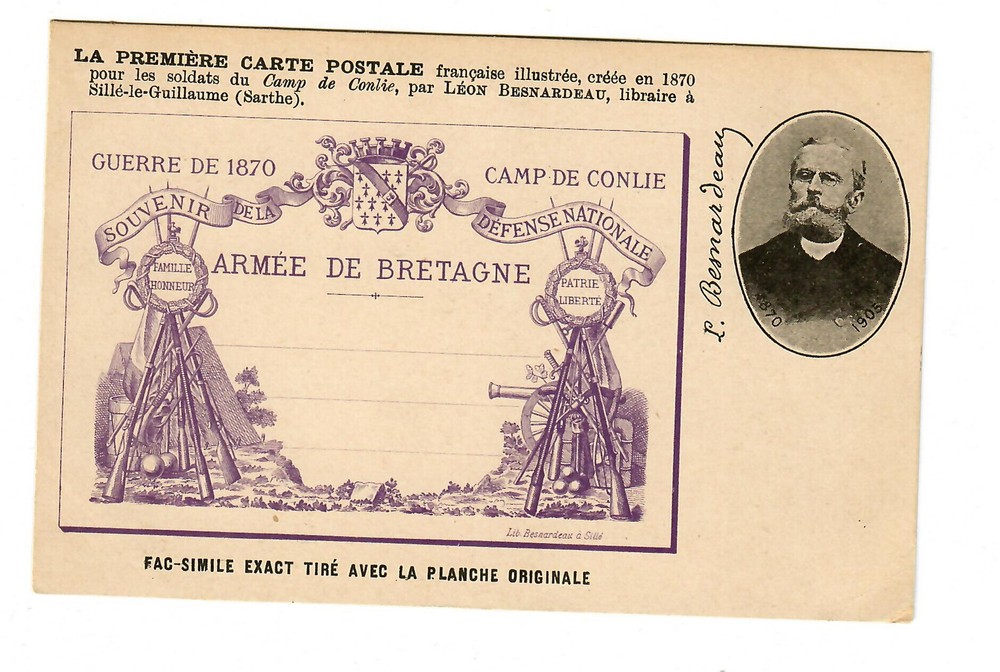 LA PREMIÈRE CARTE POSTALE française illustrée, créée en 1870
pour les soldats du Camp de Conlie, par LÉON BESNARDEAU, libraire à
Sillé-le-Guillaume (Sarthe).
GUERRE DE 1870
CAMP DE CONLIE
SOUVENIR DE LA DÉFENSE NATIONALE
FAMILLE
HONNEUR
ARMÉE DE BRETAGNE
PATRIE
LIBERTÉ
Lib. Besnardeau à Sillé
L. Besnardeau
1870
1905
FAC-SIMILE EXACT TIRÉ AVEC LA PLANCHE ORIGINALE